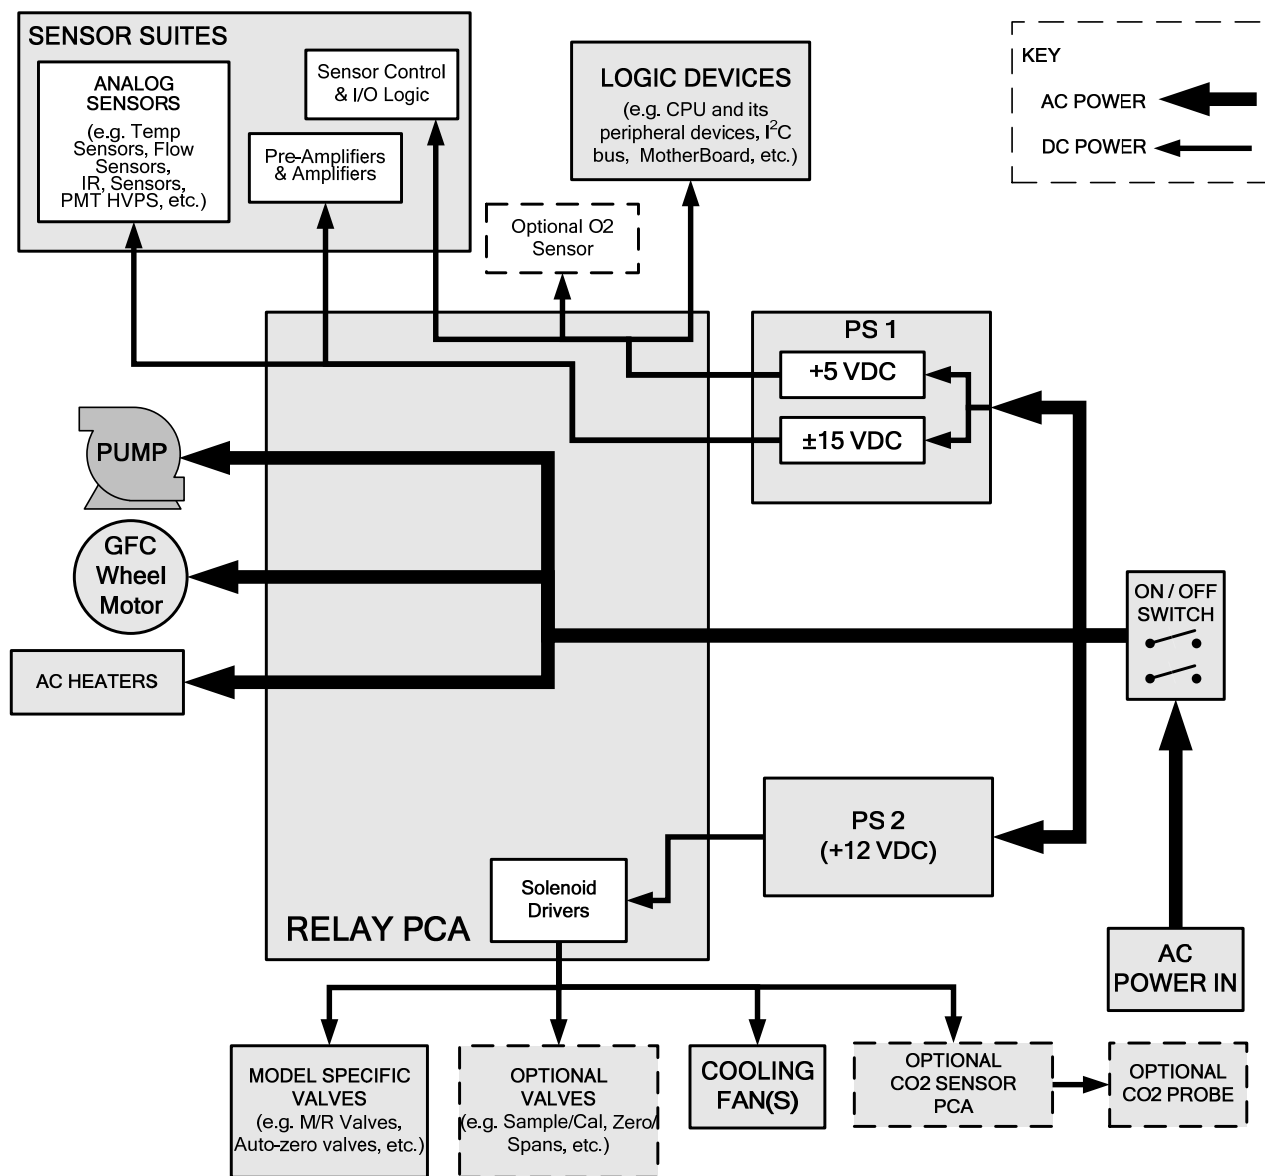 SENSOR SUITES
ANALOG
SENSORS
(e.g. Temp
Sensors, Flow
Sensors,
IR, Sensors,
PMT HVPS, etc.)
Sensor Control
& I/O Logic
Pre-Amplifiers
& Amplifiers
LOGIC DEVICES
(e.g. CPU and its
peripheral devices, I²C
bus, MotherBoard, etc.)
Optional O2
Sensor
KEY
AC POWER
DC POWER
PS 1
+5 VDC
±15 VDC
PUMP
GFC
Wheel
Motor
AC HEATERS
ON / OFF
SWITCH
PS 2
(+12 VDC)
Solenoid
Drivers
RELAY PCA
AC
POWER IN
MODEL SPECIFIC
VALVES
(e.g. M/R Valves,
Auto-zero valves, etc.)
OPTIONAL
VALVES
(e.g. Sample/Cal, Zero/
Spans, etc.)
COOLING
FAN(S)
OPTIONAL
CO2 SENSOR
PCA
OPTIONAL
CO2 PROBE